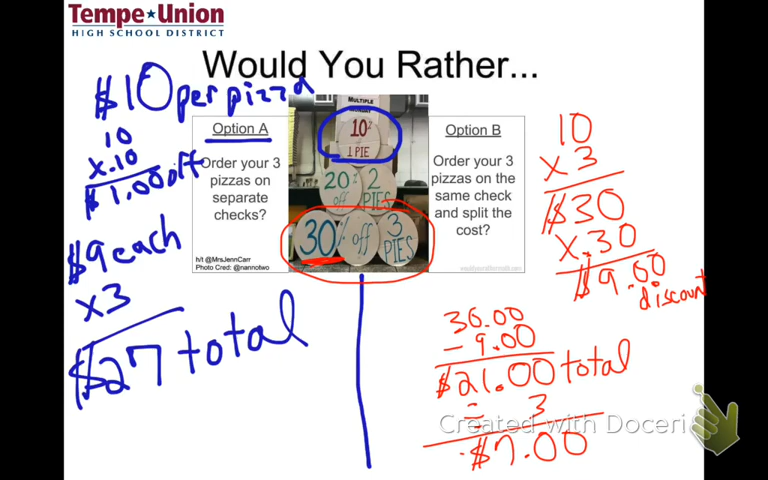 Tempe★Union
HIGH SCHOOL DISTRICT
Would You Rather...
$10 per pizza
10
x.10
$1.00 off
$9 each
x3
$27 total
Option A
Order your 3
pizzas on
separate
checks?
h/t @MrsJennCarr
Photo Cred: @nannotwo
MULTIPLE
10%
1 PIE
20%
off
2
PIES
30%
off
3
PIES
Option B
Order your 3
pizzas on the
same check
and split the
cost?
wouldyourathermath.com
10
x 3
$30
x.30
$9.00
discount
30.00
- 9.00
$21.00 total
÷ 3
$7.00
Created with Doceri